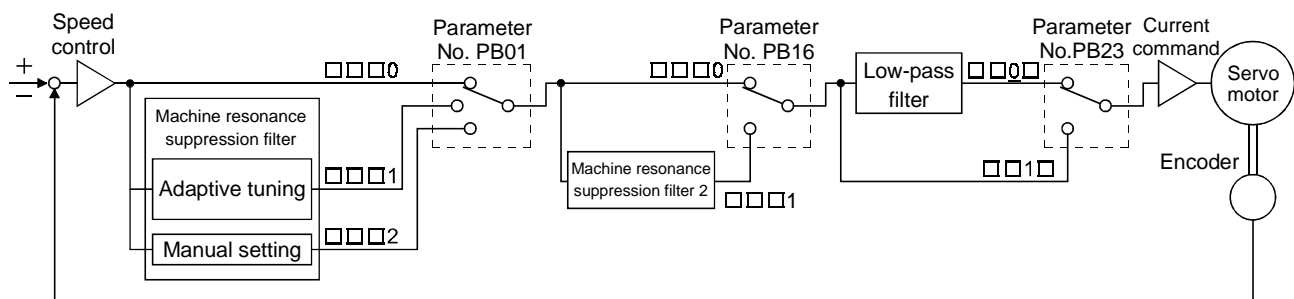 Speed
control
+
−
□□□0
Parameter
No. PB01
Machine resonance
suppression filter
Adaptive tuning
□□□1
Manual setting
□□□2
□□□0
Parameter
No. PB16
Machine resonance
suppression filter 2
□□□1
Low-pass
filter
□□0□
Parameter
No.PB23
□□1□
Current
command
Servo
motor
Encoder